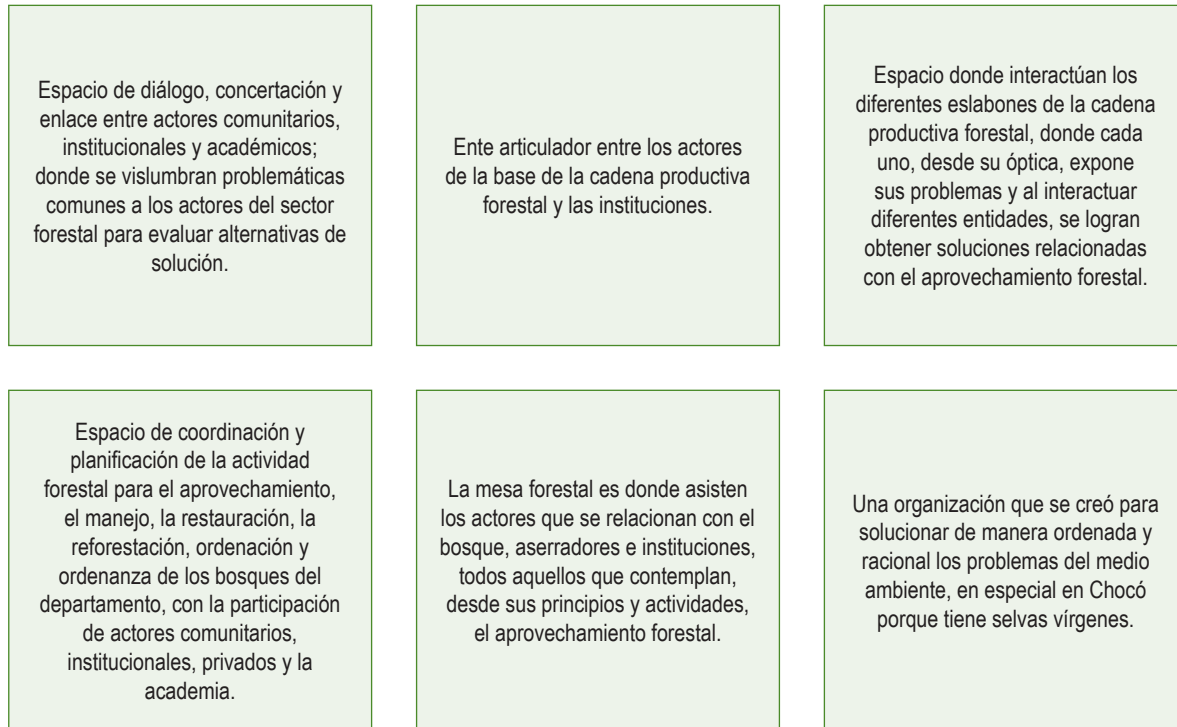 Espacio de diálogo, concertación y
enlace entre actores comunitarios,
institucionales y académicos;
donde se vislumbran problemáticas
comunes a los actores del sector
forestal para evaluar alternativas de
solución.
Ente articulador entre los actores
de la base de la cadena productiva
forestal y las instituciones.
Espacio donde interactúan los
diferentes eslabones de la cadena
productiva forestal, donde cada
uno, desde su óptica, expone
sus problemas y al interactuar
diferentes entidades, se logran
obtener soluciones relacionadas
con el aprovechamiento forestal.
Espacio de coordinación y
planificación de la actividad
forestal para el aprovechamiento,
el manejo, la restauración, la
reforestación, ordenación y
ordenanza de los bosques del
departamento, con la participación
de actores comunitarios,
institucionales, privados y la
academia.
La mesa forestal es donde asisten
los actores que se relacionan con el
bosque, aserradores e instituciones,
todos aquellos que contemplan,
desde sus principios y actividades,
el aprovechamiento forestal.
Una organización que se creó para
solucionar de manera ordenada y
racional los problemas del medio
ambiente, en especial en Chocó
porque tiene selvas vírgenes.